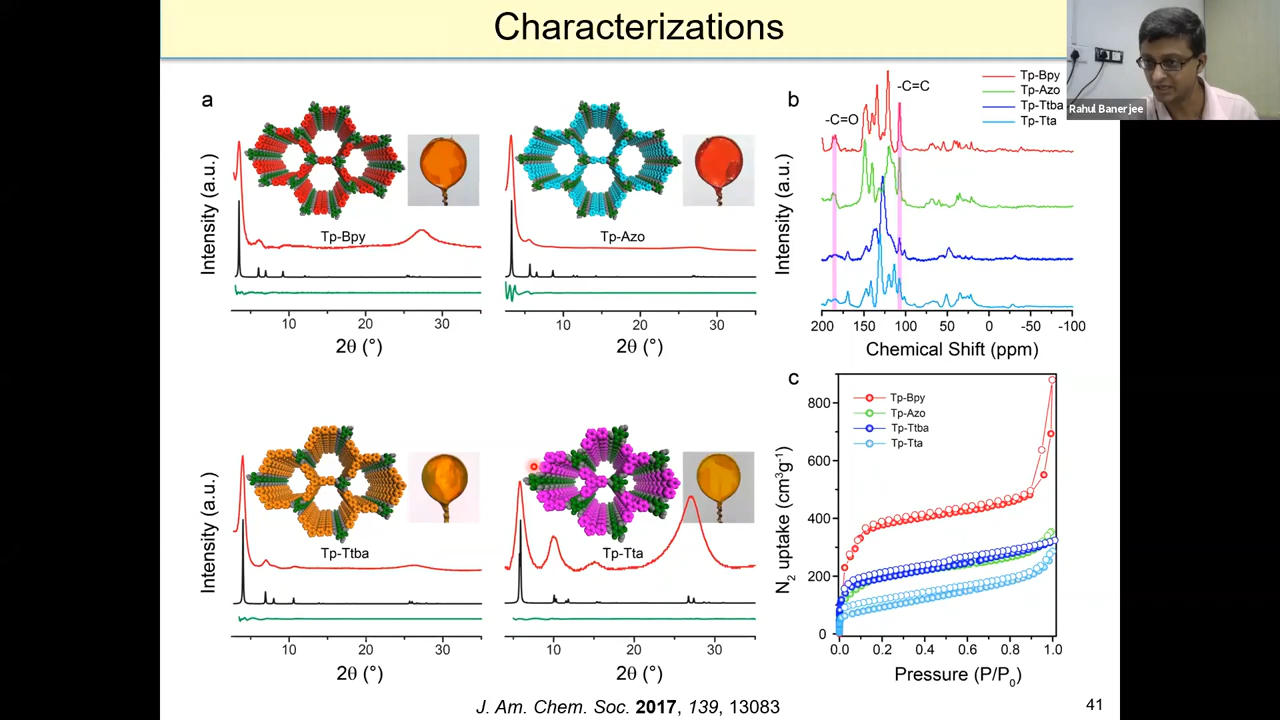 Characterizations
a
Tp-Bpy
Intensity (a.u.)
10
20
30
2θ (°)
Tp-Azo
10
20
30
2θ (°)
Tp-Ttba
Intensity (a.u.)
10
20
30
2θ (°)
Tp-Tta
10
20
30
2θ (°)
b
-C=O
-C=C
Tp-Bpy
Tp-Azo
Tp-Ttba
Tp-Tta
Rahul Banerjee
Intensity (a.u.)
200 150 100 50 0 -50 -100
Chemical Shift (ppm)
c
Tp-Bpy
Tp-Azo
Tp-Ttba
Tp-Tta
800
600
400
200
0
N₂ uptake (cm³g⁻¹)
0.0 0.2 0.4 0.6 0.8 1.0
Pressure (P/P₀)
J. Am. Chem. Soc. 2017, 139, 13083
41